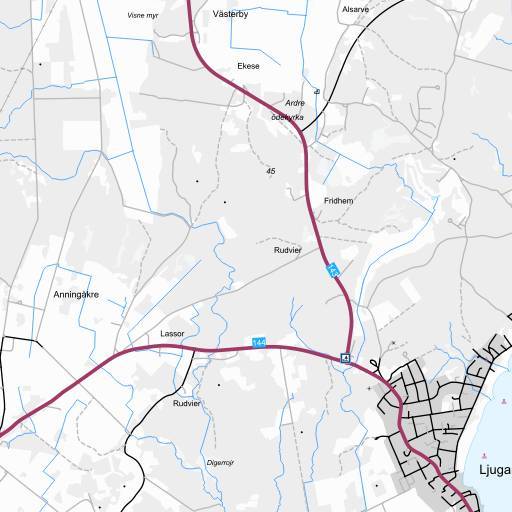 Alsarve
Visne myr
Västerby
Ekese
Ardre
ödekyrka
45
Fridhem
Rudvier
143
Anningåkre
Lassor
144
Rudvier
Digerrojr
Ljuga